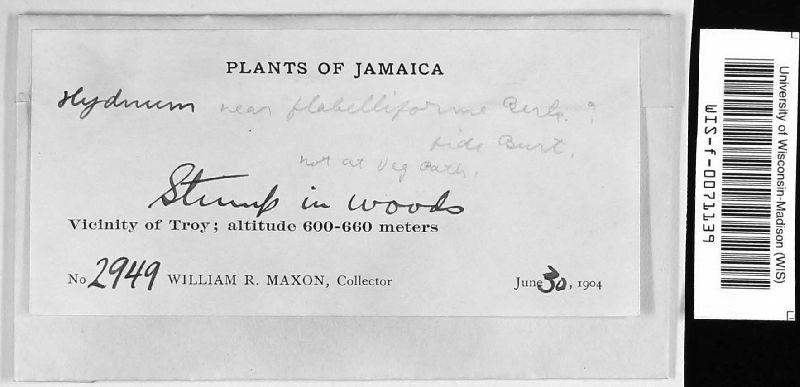 PLANTS OF JAMAICA
Hydnum near flabelliforme Berk. ?
fide Burt.
not at Veg Path.
Stump in woods
Vicinity of Troy; altitude 600-660 meters
No 2949 WILLIAM R. MAXON, Collector June 30, 1904
University of Wisconsin-Madison (WIS)
WIS-f-0071139